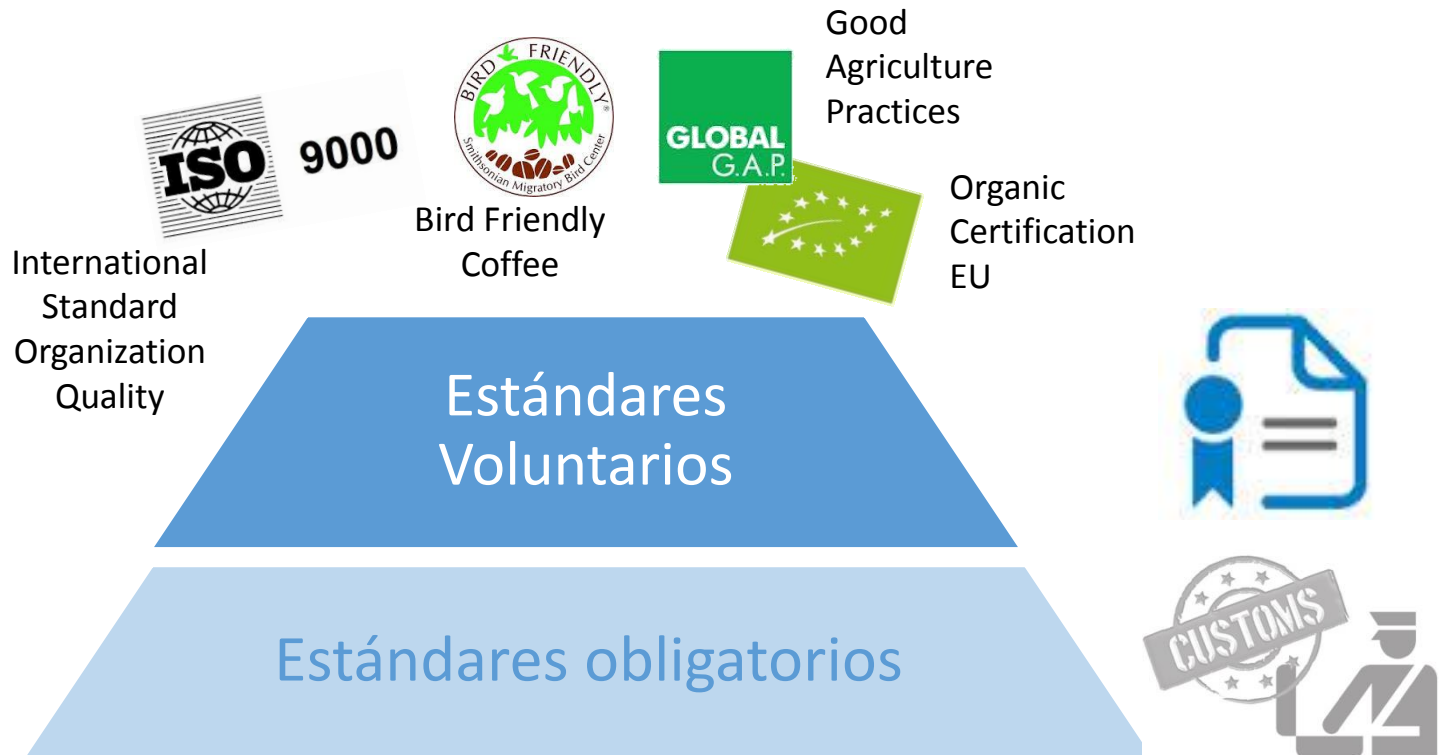 Good
Agriculture
Practices
BIRD FRIENDLY®
Smithsonian Migratory Bird Center
GLOBAL
G.A.P.
ISO 9000
Bird Friendly
Coffee
Organic
Certification
EU
International
Standard
Organization
Quality
Estándares
Voluntarios
CUSTOMS
Estándares obligatorios